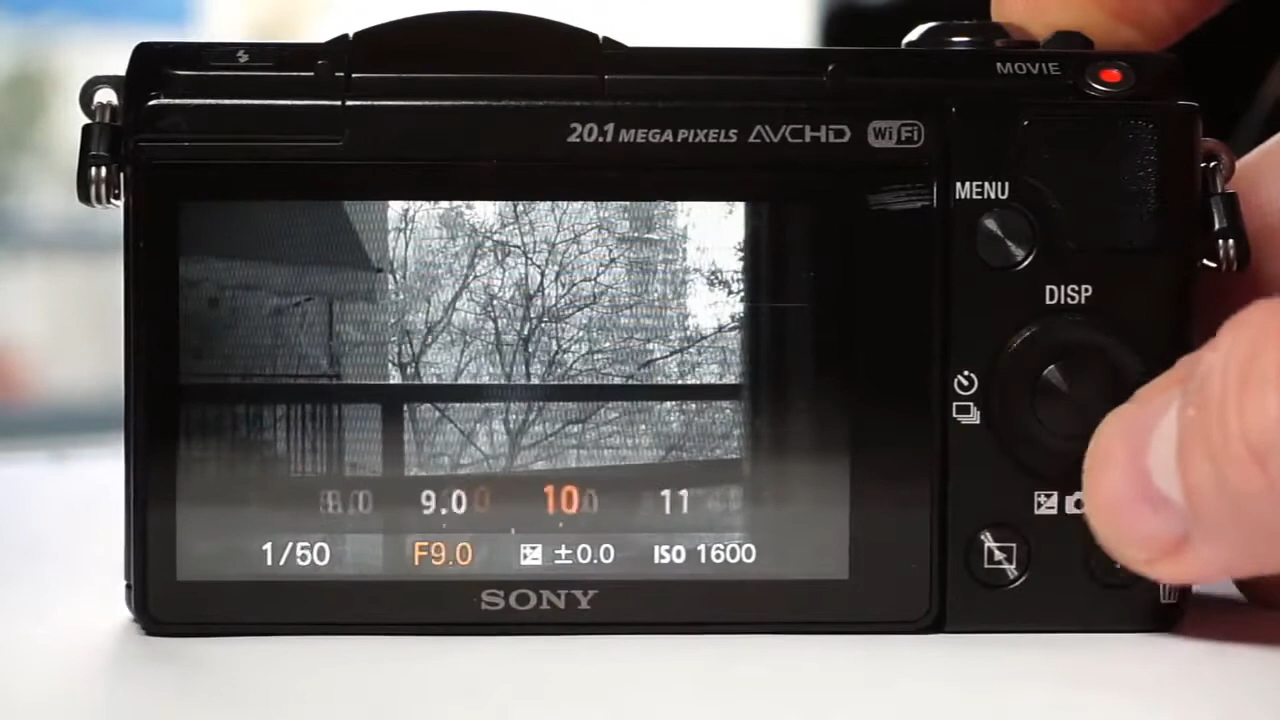 MOVIE
20.1 MEGA PIXELS AVCHD Wi Fi
MENU
DISP
8.0 9.0 10 11
1/50 F9.0 ±0.0 ISO 1600
SONY